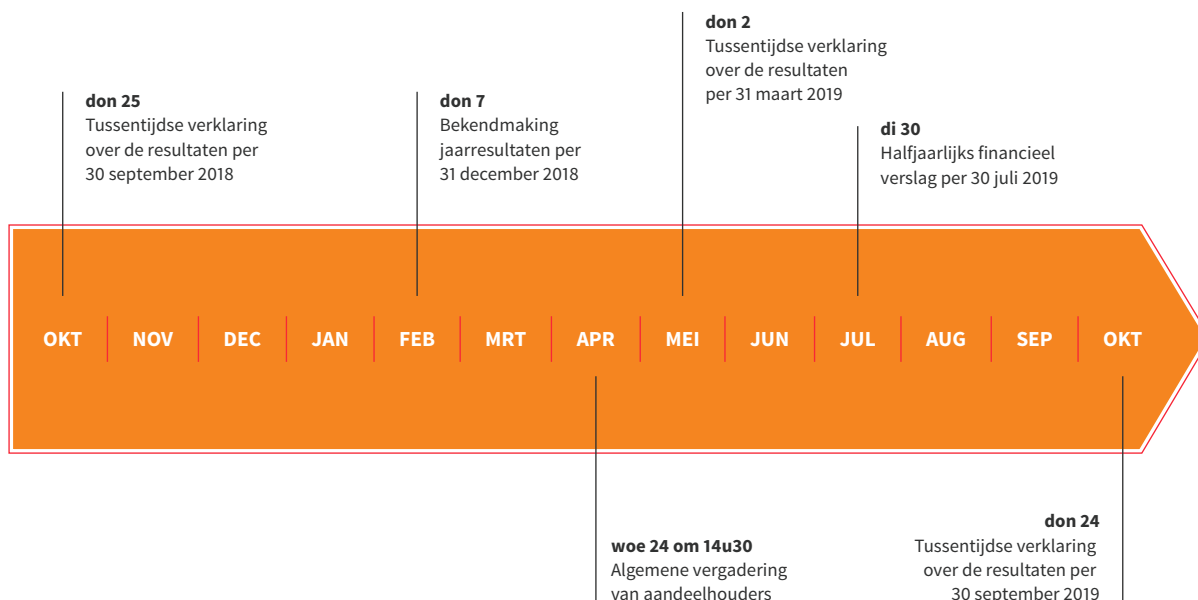 don 2
Tussentijdse verklaring
over de resultaten
per 31 maart 2019
don 25
Tussentijdse verklaring
over de resultaten per
30 september 2018
don 7
Bekendmaking
jaarresultaten per
31 december 2018
di 30
Halfjaarlijks financieel
verslag per 30 juli 2019
OKT NOV DEC JAN FEB MRT APR MEI JUN JUL AUG SEP OKT
woe 24 om 14u30
Algemene vergadering
van aandeelhouders
don 24
Tussentijdse verklaring
over de resultaten per
30 september 2019